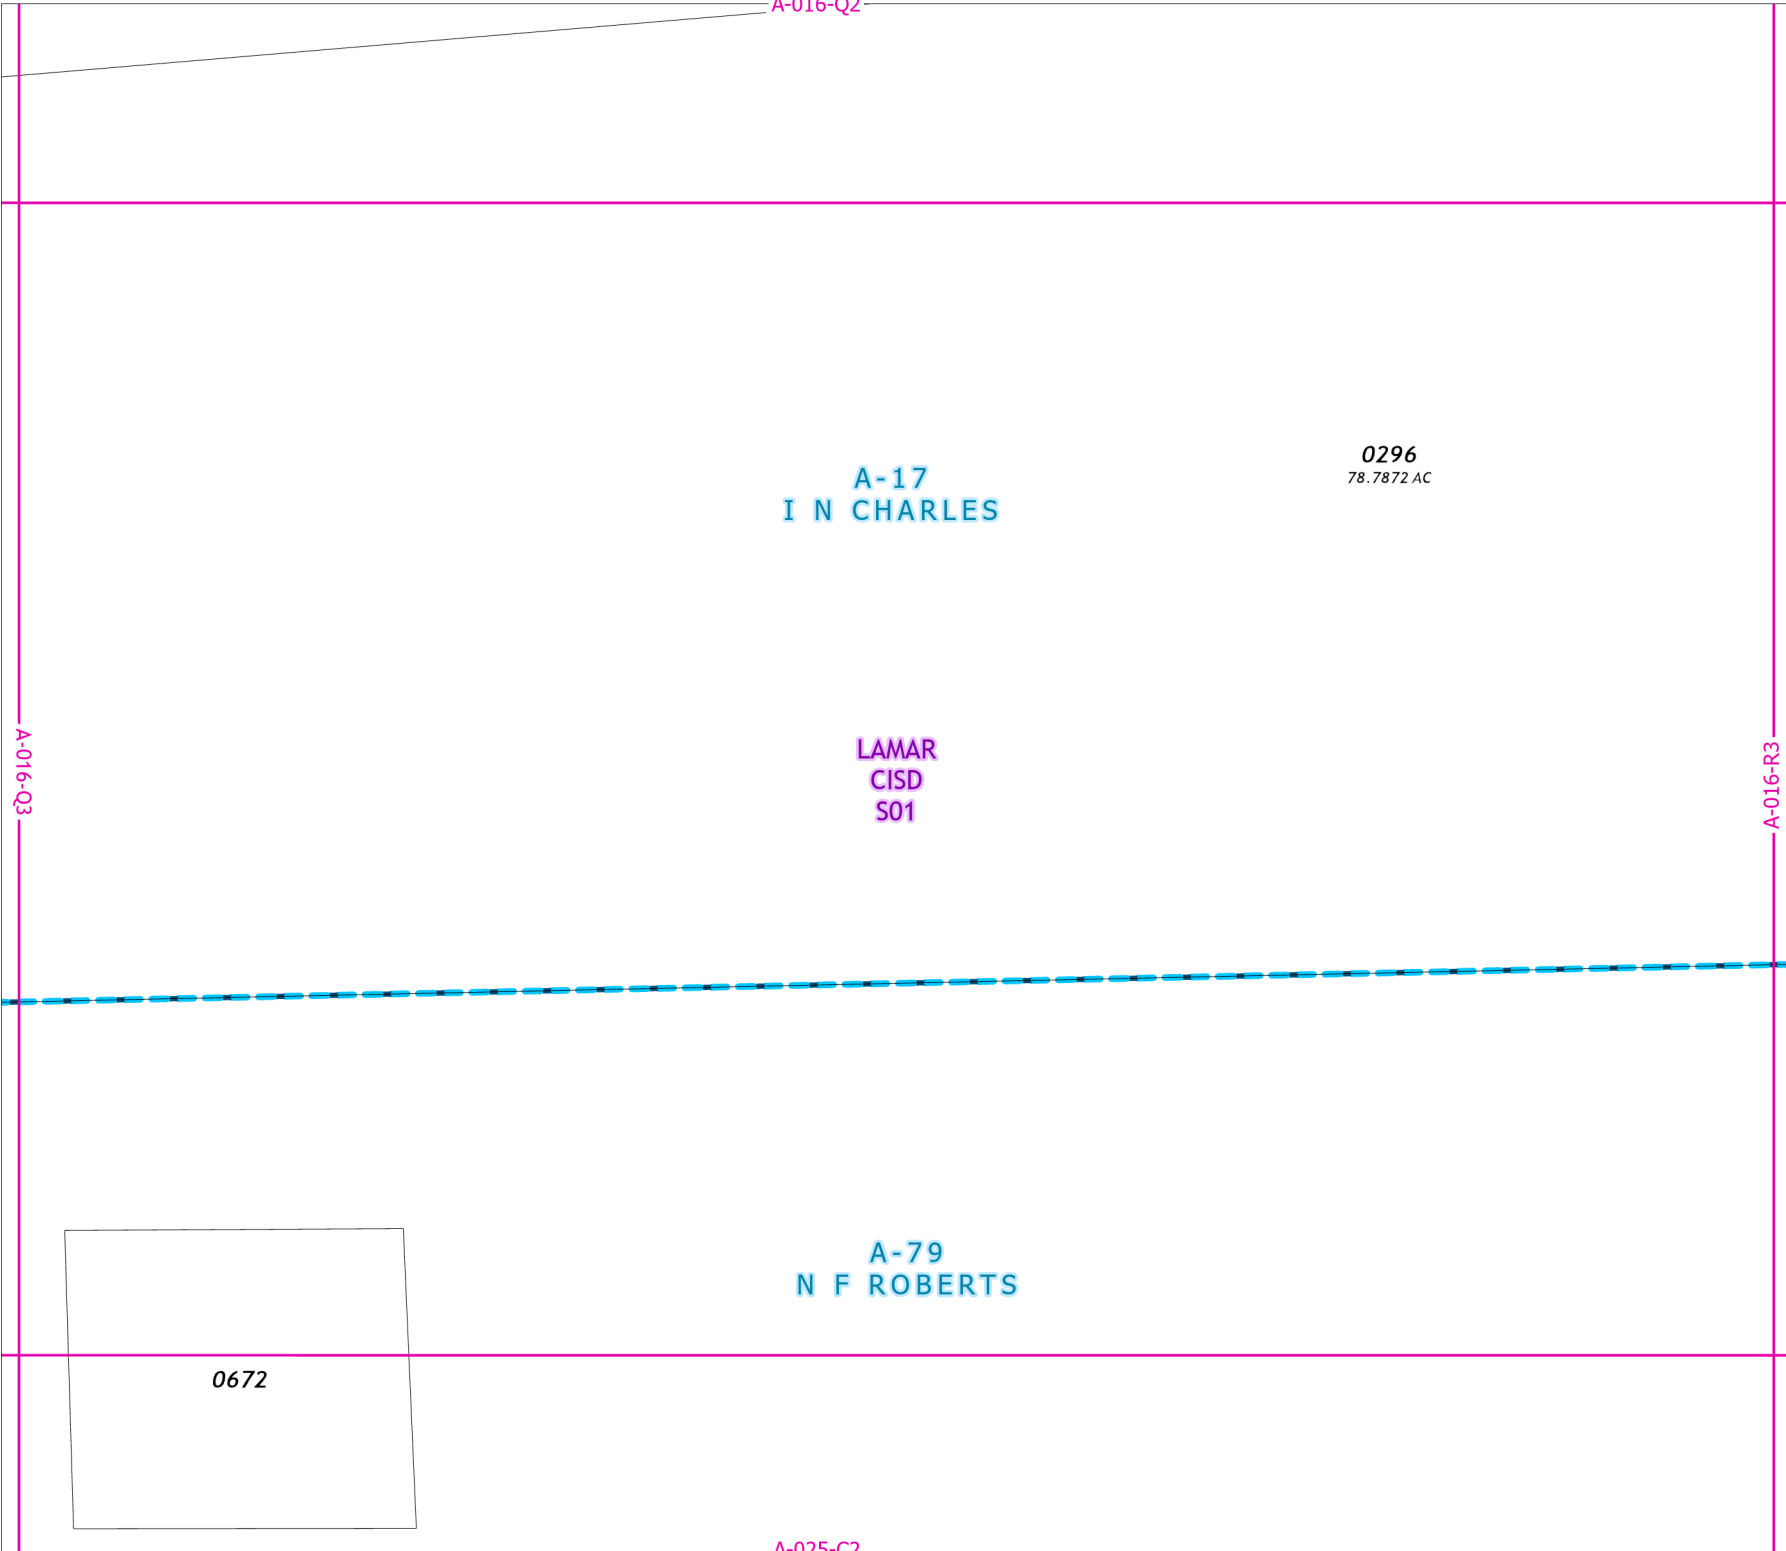 A-016-Q2
0296
78.7872 AC
A-17
I N CHARLES
LAMAR
CISD
S01
A-016-Q3
A-016-R3
A-79
N F ROBERTS
0672
A-025-C2